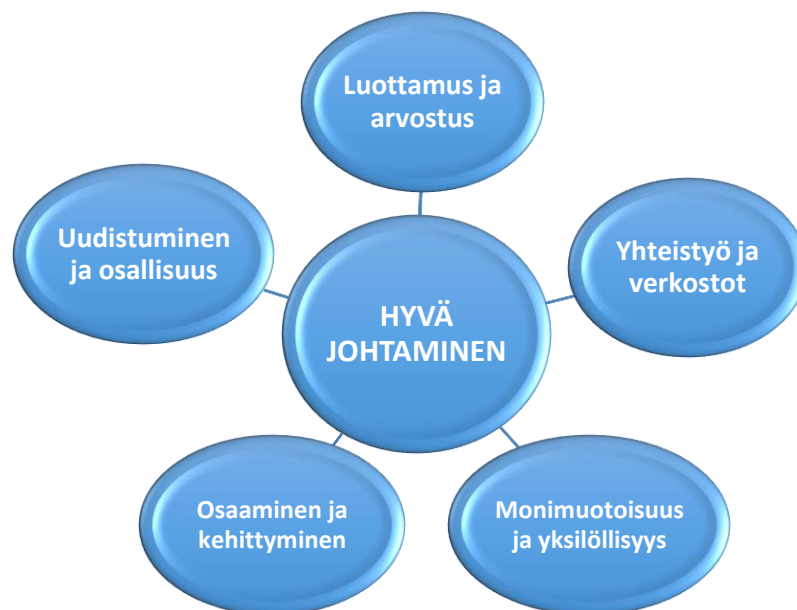 Luottamus ja
arvostus
Uudistuminen
ja osallisuus
Yhteistyö ja
verkostot
HYVÄ
JOHTAMINEN
Osaaminen ja
kehittyminen
Monimuotoisuus
ja yksilöllisyys